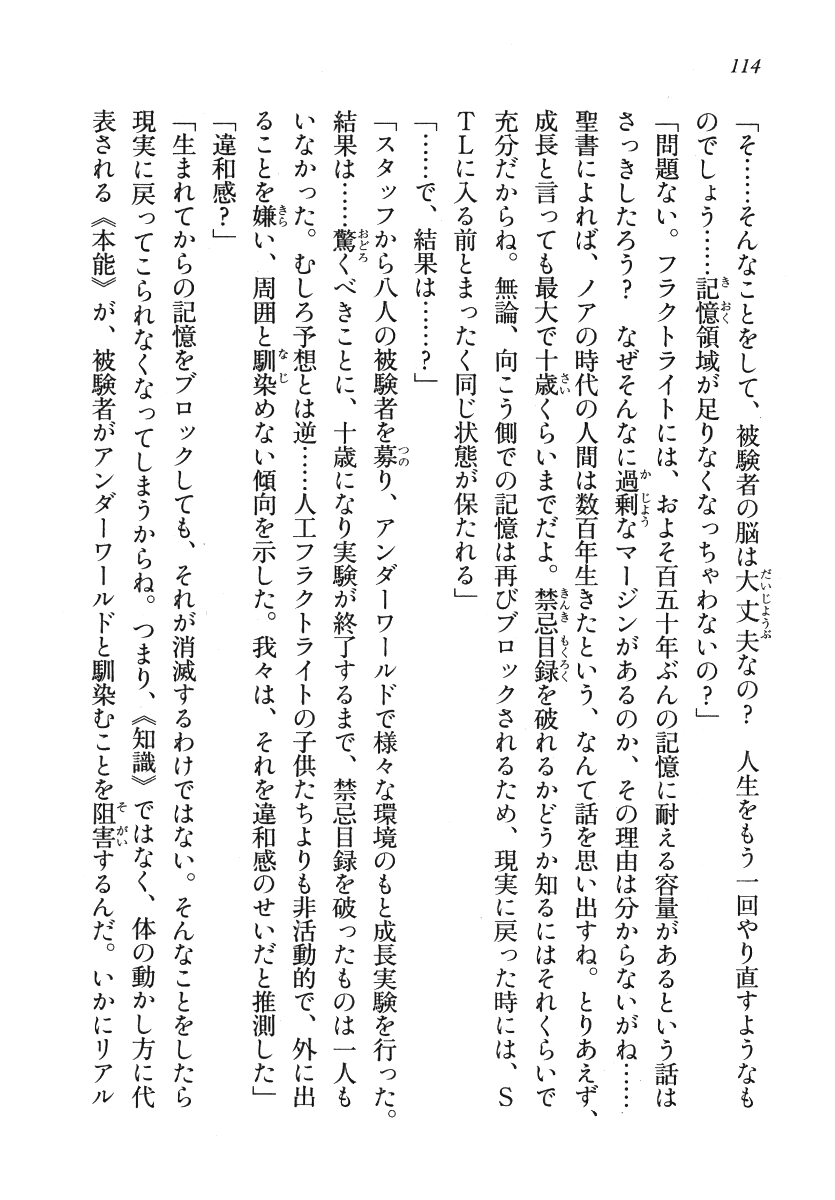 114
「そ……そんなことをして、被験者の脳は大丈夫なの？　人生をもう一回やり直すようなも
のでしょう……記憶領域が足りなくなっちゃわないの？」
「問題ない。フラクトライトには、およそ百五十年ぶんの記憶に耐える容量があるという話は
さっきしたろう？　なぜそんなに過剰なマージンがあるのか、その理由は分からないがね……
聖書によれば、ノアの時代の人間は数百年生きたという、なんて話を思い出すね。とりあえず、
成長と言っても最大で十歳くらいまでだよ。禁忌目録を破れるかどうか知るにはそれくらいで
充分だからね。無論、向こう側での記憶は再びブロックされるため、現実に戻った時には、Ｓ
ＴＬに入る前とまったく同じ状態が保たれる」
「……で、結果は……？」
「スタッフから八人の被験者を募り、アンダーワールドで様々な環境のもと成長実験を行った。
結果は……驚くべきことに、十歳になり実験が終了するまで、禁忌目録を破ったものは一人も
いなかった。むしろ予想とは逆……人工フラクトライトの子供たちよりも非活動的で、外に出
ることを嫌い、周囲と馴染めない傾向を示した。我々は、それを違和感のせいだと推測した」
「違和感？」
「生まれてからの記憶をブロックしても、それが消滅するわけではない。そんなことをしたら
現実に戻ってこられなくなってしまうからね。つまり、《知識》ではなく、体の動かし方に代
表される《本能》が、被験者がアンダーワールドと馴染むことを阻害するんだ。いかにリアル